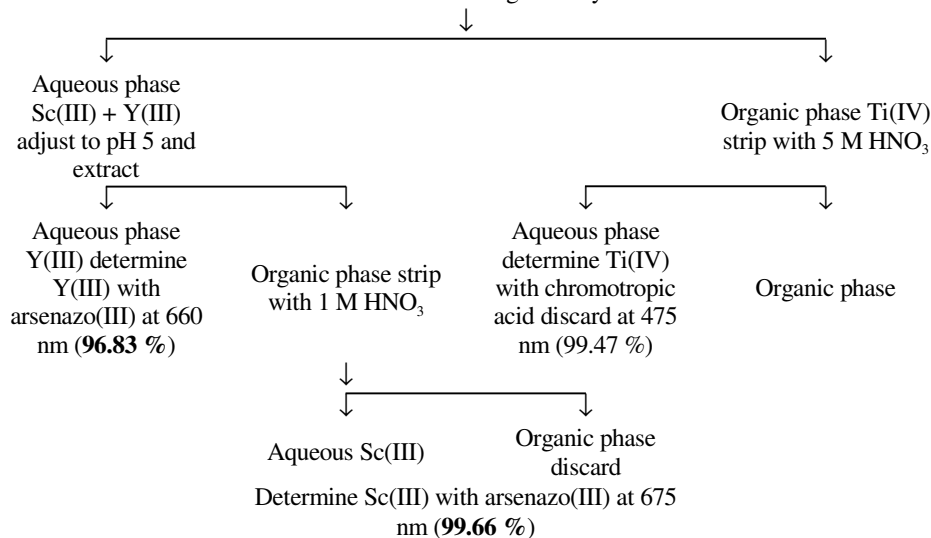 Aqueous phase
Sc(III) + Y(III)
adjust to pH 5 and
extract
Organic phase Ti(IV)
strip with 5 M HNO₃
Aqueous phase
Y(III) determine
Y(III) with
arsenazo(III) at 660
nm (96.83 %)
Organic phase strip
with 1 M HNO₃
Aqueous phase
determine Ti(IV)
with chromotropic
acid discard at 475
nm (99.47 %)
Organic phase
Aqueous Sc(III)
Organic phase
discard
Determine Sc(III) with arsenazo(III) at 675
nm (99.66 %)